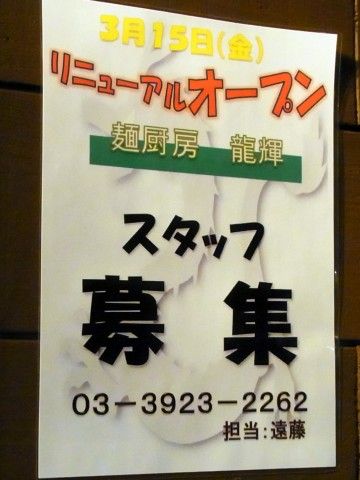 3月15日(金)
リニューアルオープン
麺厨房 龍輝
スタッフ
募集
03-3923-2262
担当:遠藤